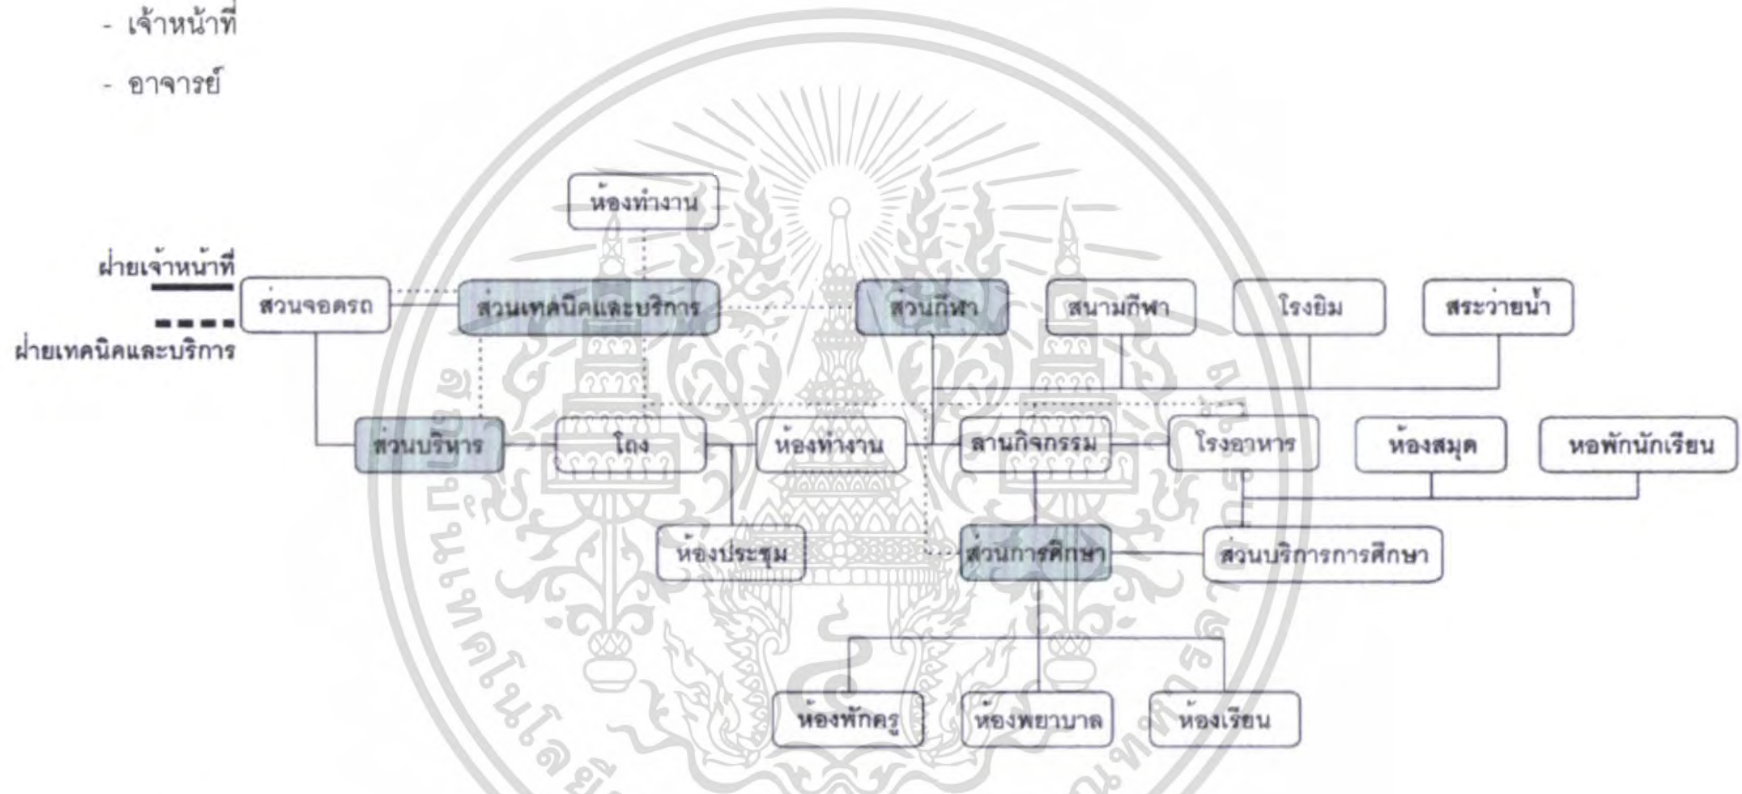 - เจ้าหน้าที่
- อาจารย์
ห้องทำงาน
ฝ่ายเจ้าหน้าที่
ส่วนจอดรถ
ส่วนเทคนิคและบริการ
ส่วนกีฬา
สนามกีฬา
โรงยิม
สระว่ายน้ำ
ฝ่ายเทคนิคและบริการ
ส่วนบริหาร
โถง
ห้องทำงาน
ลานกิจกรรม
โรงอาหาร
ห้องสมุด
หอพักนักเรียน
ห้องประชุม
ส่วนการศึกษา
ส่วนบริการการศึกษา
ห้องพักครู
ห้องพยาบาล
ห้องเรียน